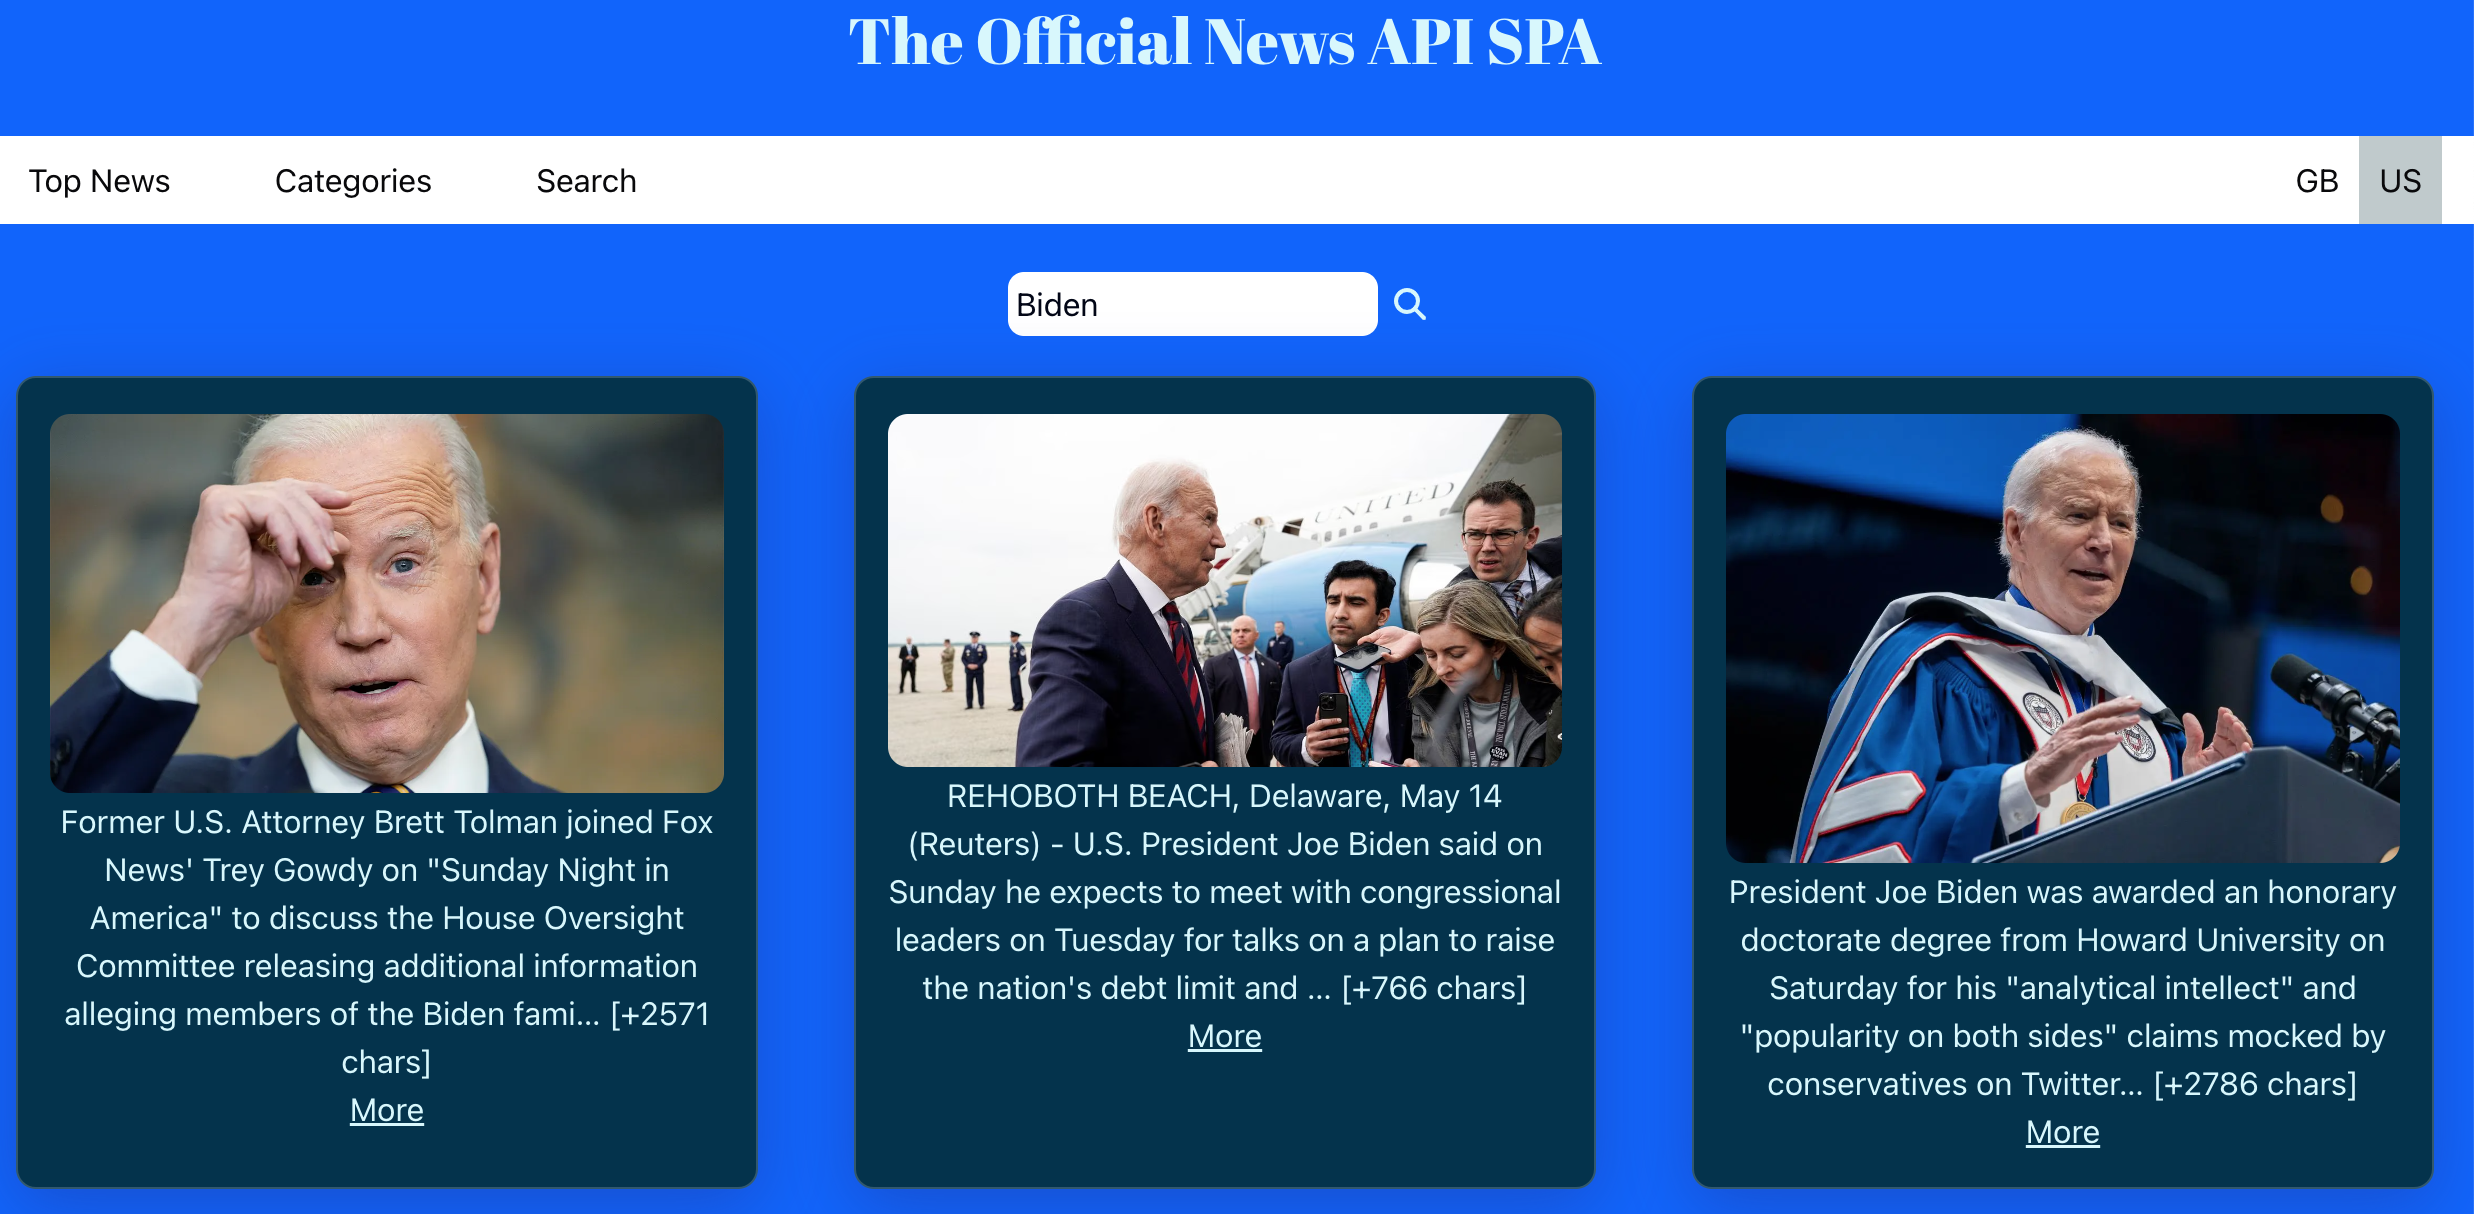 The Official News API SPA
Top News
Categories
Search
GB
US
Biden
Former U.S. Attorney Brett Tolman joined Fox
News' Trey Gowdy on "Sunday Night in
America" to discuss the House Oversight
Committee releasing additional information
alleging members of the Biden fami... [+2571
chars]
More
UNITED
REHOBOTH BEACH, Delaware, May 14
(Reuters) - U.S. President Joe Biden said on
Sunday he expects to meet with congressional
leaders on Tuesday for talks on a plan to raise
the nation's debt limit and ... [+766 chars]
More
President Joe Biden was awarded an honorary
doctorate degree from Howard University on
Saturday for his "analytical intellect" and
"popularity on both sides" claims mocked by
conservatives on Twitter... [+2786 chars]
More